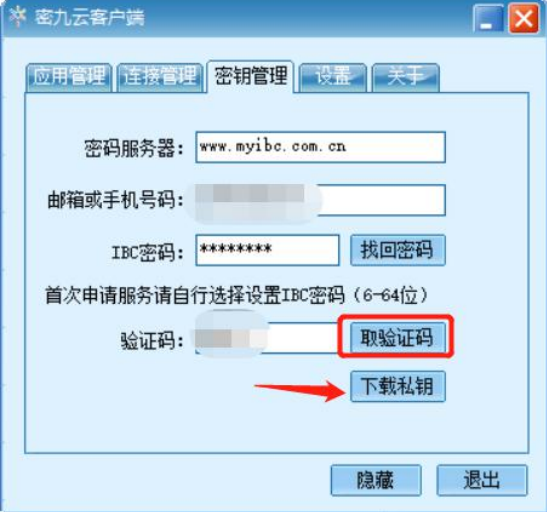 密九云客户端
应用管理 连接管理 密钥管理 设置 关于
密码服务器: www.myibc.com.cn
邮箱或手机号码:
IBC密码: ******** 找回密码
首次申请服务请自行选择设置IBC密码（6-64位）
验证码: 取验证码
下载私钥
隐藏 退出